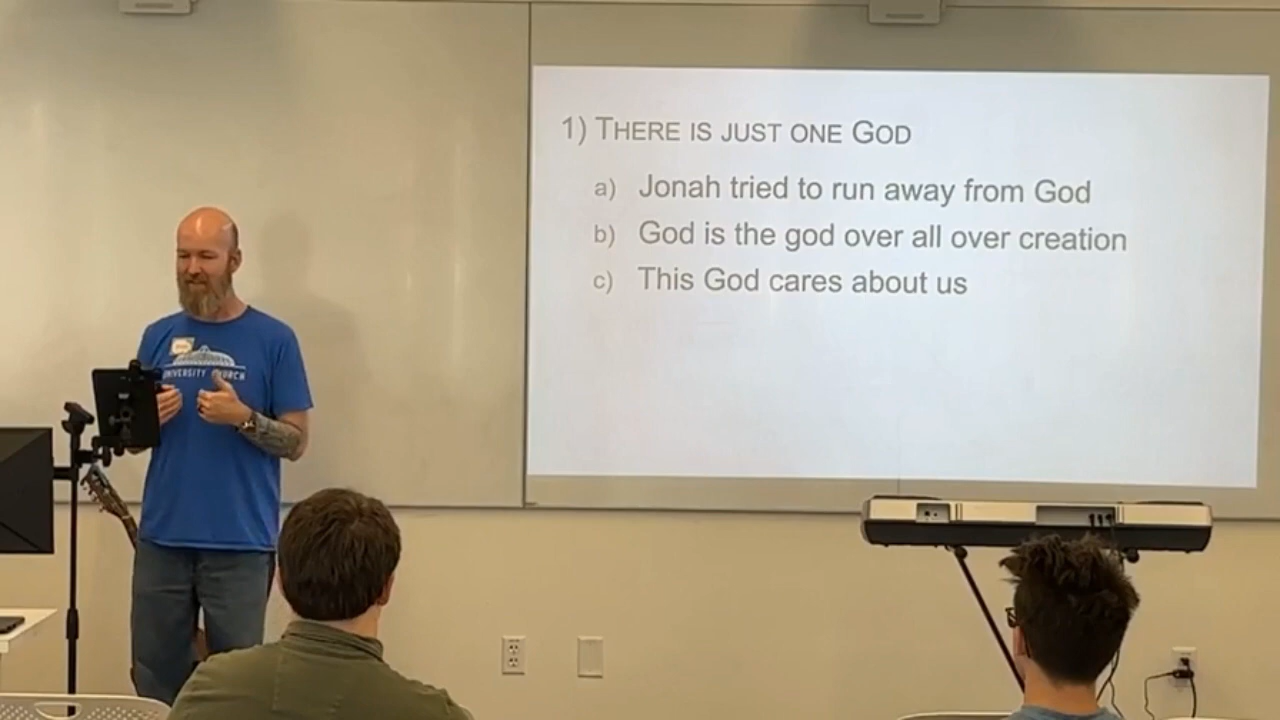 1) THERE IS JUST ONE GOD
a) Jonah tried to run away from God
b) God is the god over all over creation
c) This God cares about us
UNIVERSITY CHURCH